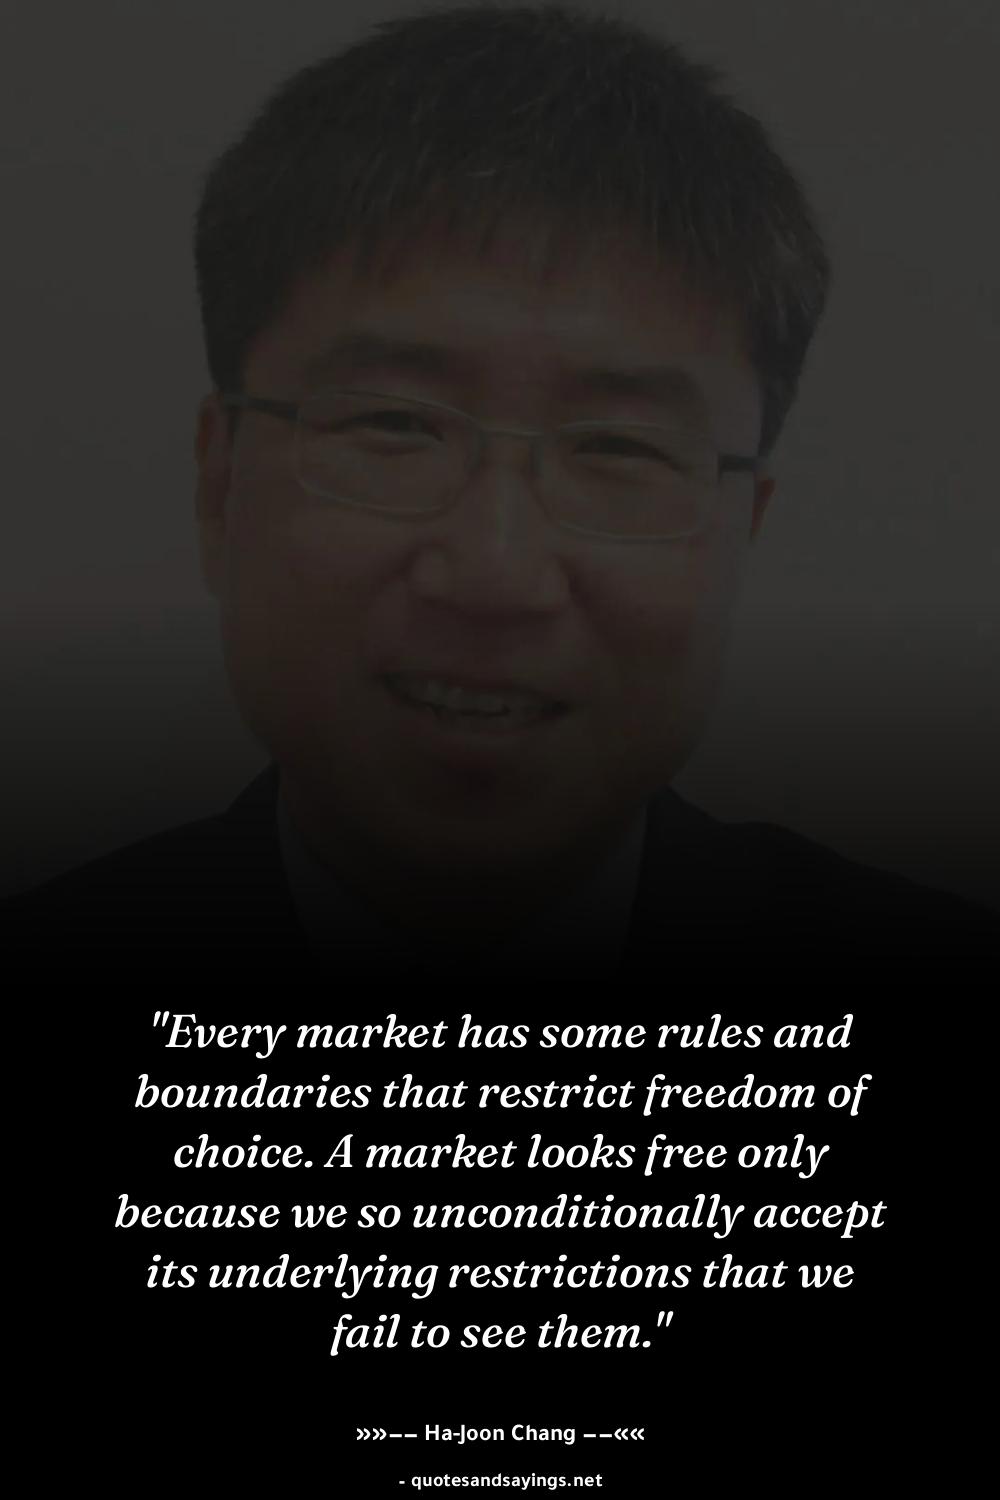 "Every market has some rules and
boundaries that restrict freedom of
choice. A market looks free only
because we so unconditionally accept
its underlying restrictions that we
fail to see them."
»»–– Ha-Joon Chang ––««
- quotesandsayings.net